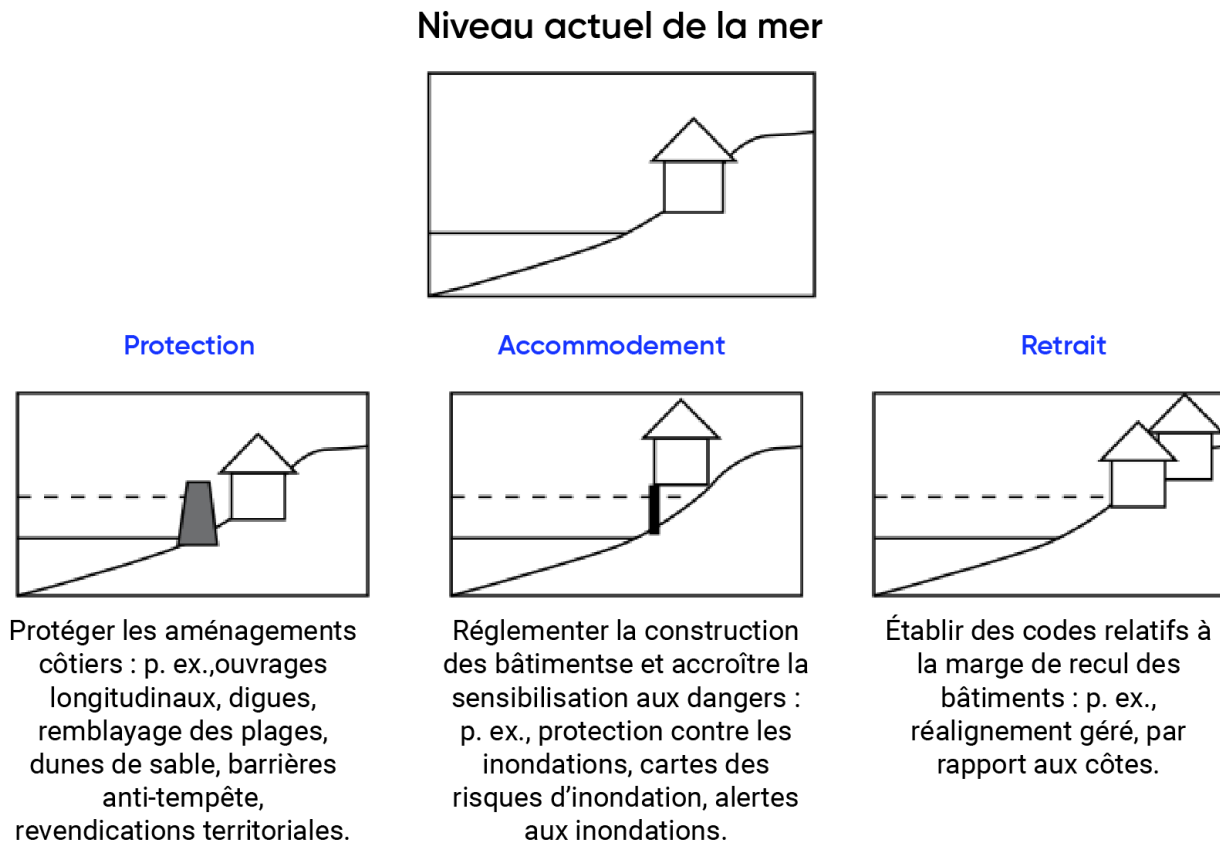 Niveau actuel de la mer
Protection
Protéger les aménagements
côtiers : p. ex.,ouvrages
longitudinaux, digues,
remblayage des plages,
dunes de sable, barrières
anti-tempête,
revendications territoriales.
Accommodement
Réglementer la construction
des bâtimentse et accroître la
sensibilisation aux dangers :
p. ex., protection contre les
inondations, cartes des
risques d’inondation, alertes
aux inondations.
Retrait
Établir des codes relatifs à
la marge de recul des
bâtiments : p. ex.,
réalignement géré, par
rapport aux côtes.